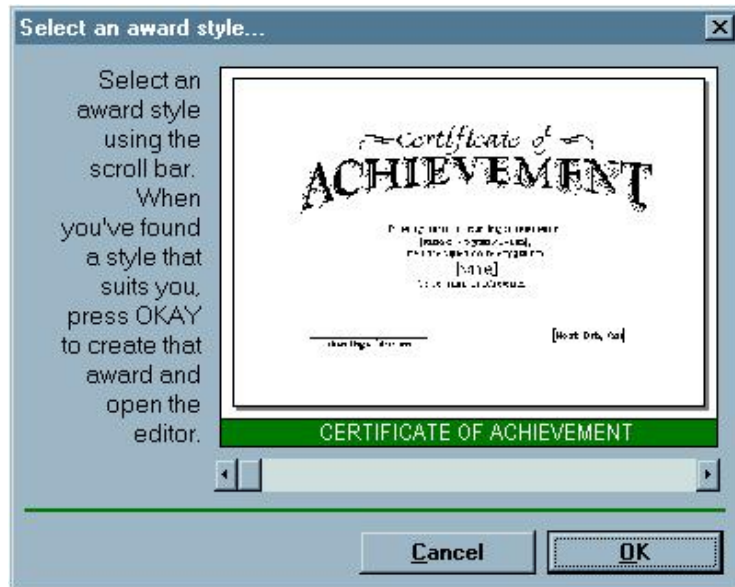 Select an award style...
Select an
award style
using the
scroll bar.
When
you've found
a style that
suits you,
press OKAY
to create that
award and
open the
editor.
Certificate of
ACHIEVEMENT
CERTIFICATE OF ACHIEVEMENT
Cancel
OK